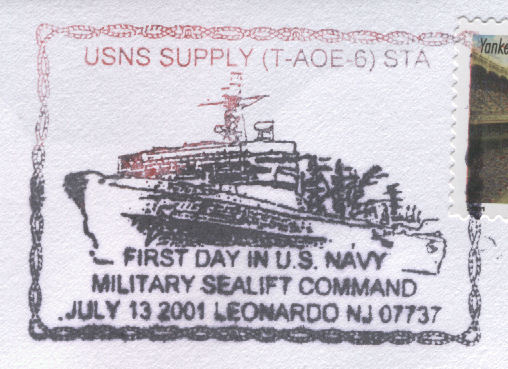 USNS SUPPLY (T-AOE-6) STA
Yanke
FIRST DAY IN U.S. NAVY
MILITARY SEALIFT COMMAND
JULY 13 2001 LEONARDO NJ 07737